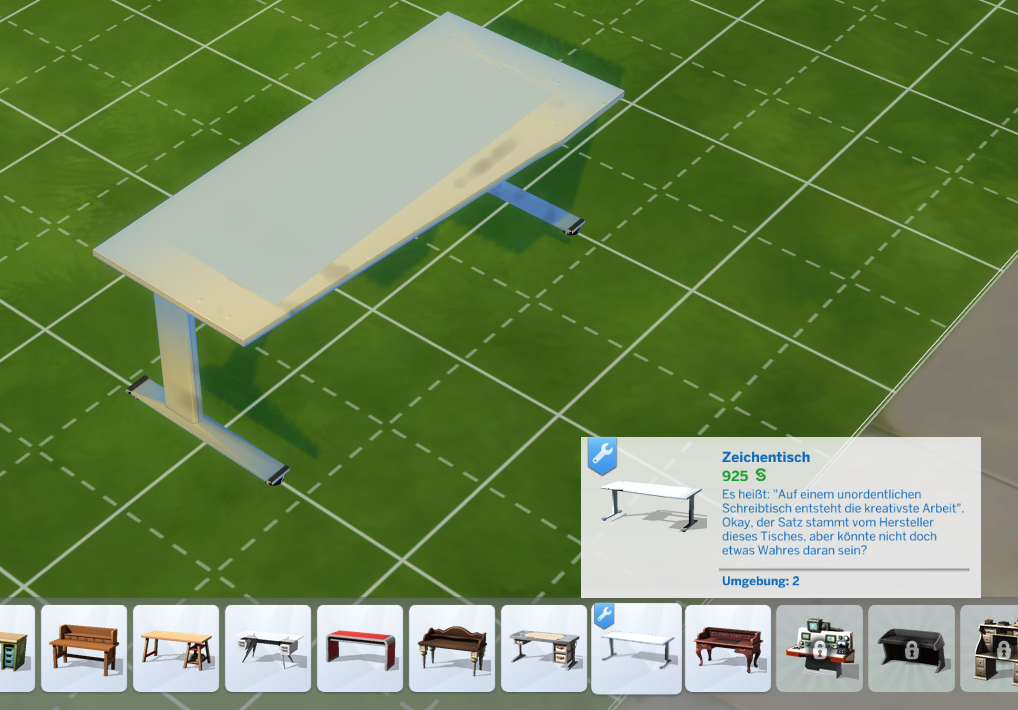 Zeichentisch
925 §
Es heißt: "Auf einem unordentlichen
Schreibtisch entsteht die kreativste Arbeit".
Okay, der Satz stammt vom Hersteller
dieses Tisches, aber könnte nicht doch
etwas Wahres daran sein?
Umgebung: 2